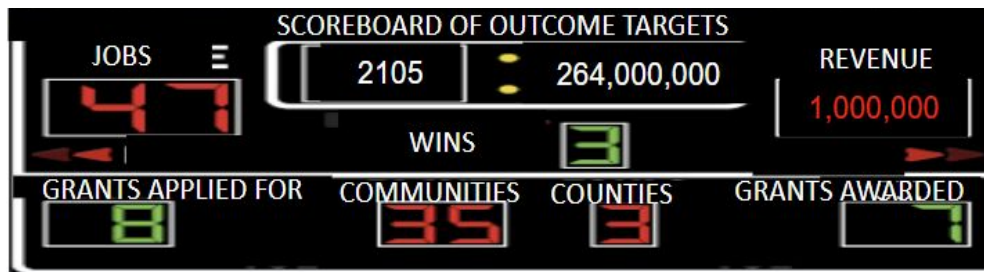 SCOREBOARD OF OUTCOME TARGETS
JOBS E
47
2105 : 264,000,000
REVENUE
1,000,000
WINS 3
GRANTS APPLIED FOR
8
COMMUNITIES
35
COUNTIES
3
GRANTS AWARDED
7